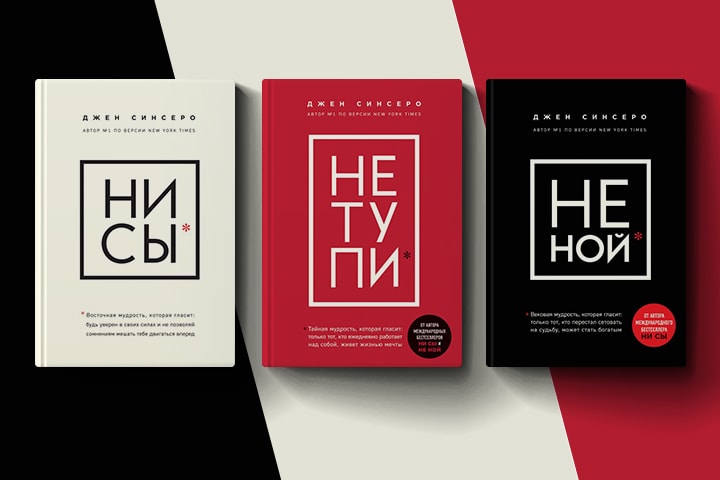 ДЖЕН СИНСЕРО
АВТОР №1 ПО ВЕРСИИ NEW YORK TIMES
НИ
СЫ*
* Восточная мудрость, которая гласит:
будь уверен в своих силах и не позволяй
сомнениям мешать тебе двигаться вперед
ДЖЕН СИНСЕРО
АВТОР №1 ПО ВЕРСИИ NEW YORK TIMES
НЕ
ТУ
ПИ*
* Тайная мудрость, которая гласит:
только тот, кто ежедневно работает
над собой, живет жизнью мечты
ОТ АВТОРА
МЕЖДУНАРОДНЫХ
БЕСТСЕЛЛЕРОВ
НИ СЫ И
НЕ НОЙ
ДЖЕН СИНСЕРО
АВТОР №1 ПО ВЕРСИИ NEW YORK TIMES
НЕ
НОЙ*
* Вековая мудрость, которая гласит:
только тот, кто перестал сетовать
на судьбу, может стать богатым
ОТ АВТОРА
МЕЖДУНАРОДНОГО
БЕСТСЕЛЛЕРА
НИ СЫ